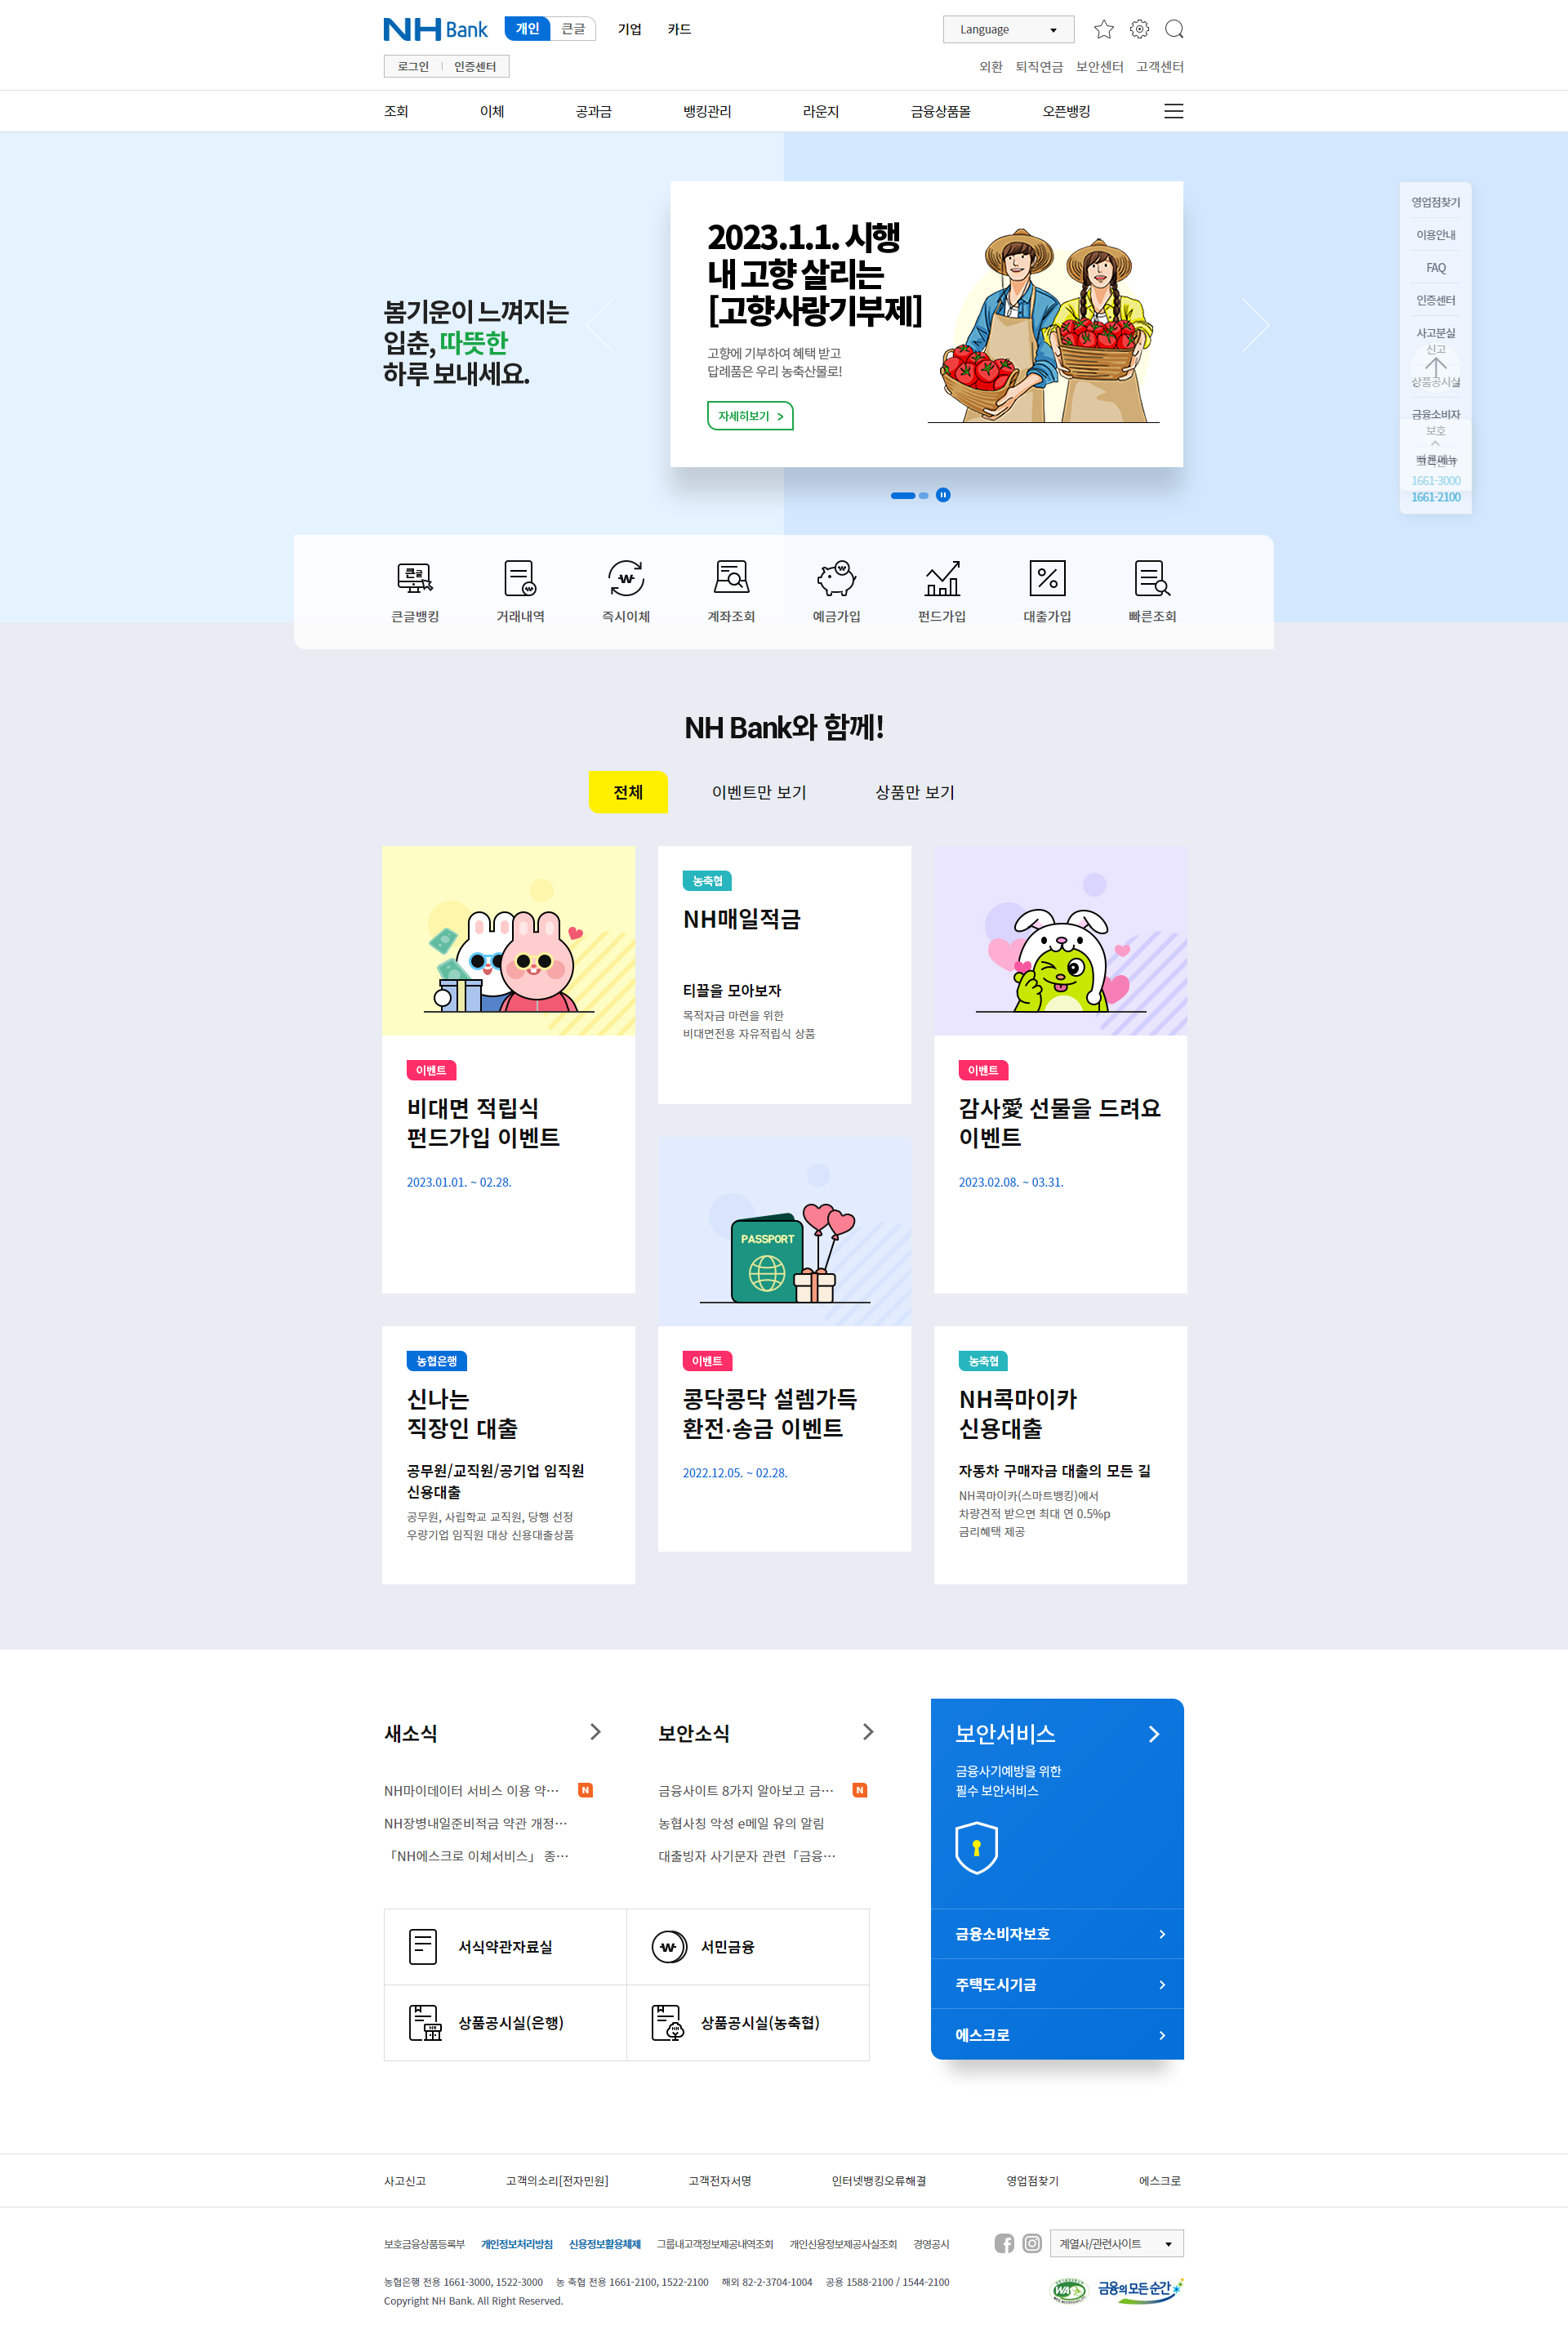 NH Bank 개인 큰글 기업 카드 Language
로그인 인증센터 외환 퇴직연금 보안센터 고객센터
조회 이체 공과금 뱅킹관리 라운지 금융상품몰 오픈뱅킹
봄기운이 느껴지는
입춘, 따뜻한
하루 보내세요.
2023.1.1. 시행
내 고향 살리는
[고향사랑기부제]
고향에 기부하여 혜택 받고
답례품은 우리 농축산물로!
자세히보기 >
영업점찾기
이용안내
FAQ
인증센터
사고분실
신고
상품공시실
금융소비자
보호
1661-3000
1661-2100
큰글
큰글뱅킹 거래내역 즉시이체 계좌조회 예금가입 펀드가입 대출가입 빠른조회
NH Bank와 함께!
전체 이벤트만 보기 상품만 보기
이벤트
비대면 적립식
펀드가입 이벤트
2023.01.01. ~ 02.28.
농축협
NH매일적금
티끌을 모아보자
목적자금 마련을 위한
비대면전용 자유적립식 상품
이벤트
감사愛 선물을 드려요
이벤트
2023.02.08. ~ 03.31.
PASSPORT
농협은행
신나는
직장인 대출
공무원/교직원/공기업 임직원
신용대출
공무원, 사립학교 교직원, 당행 선정
우량기업 임직원 대상 신용대출상품
이벤트
콩닥콩닥 설렘가득
환전·송금 이벤트
2022.12.05. ~ 02.28.
농축협
NH콕마이카
신용대출
자동차 구매자금 대출의 모든 길
NH콕마이카(스마트뱅킹)에서
차량견적 받으면 최대 연 0.5%p
금리혜택 제공
새소식
NH마이데이터 서비스 이용 약… N
NH장병내일준비적금 약관 개정…
「NH에스크로 이체서비스」 종…
보안소식
금융사이트 8가지 알아보고 금… N
농협사칭 악성 e메일 유의 알림
대출빙자 사기문자 관련「금융…
보안서비스
금융사기예방을 위한
필수 보안서비스
금융소비자보호
주택도시기금
에스크로
서식약관자료실 서민금융
상품공시실(은행) 상품공시실(농축협)
사고신고 고객의소리[전자민원] 고객전자서명 인터넷뱅킹오류해결 영업점찾기 에스크로
보호금융상품등록부 개인정보처리방침 신용정보활용체제 그룹내고객정보제공내역조회 개인신용정보제공사실조회 경영공시 계열사/관련사이트
농협은행 전용 1661-3000, 1522-3000 농 축협 전용 1661-2100, 1522-2100 해외 82-2-3704-1004 공용 1588-2100 / 1544-2100
Copyright NH Bank. All Right Reserved.
WA 금융의 모든 순간